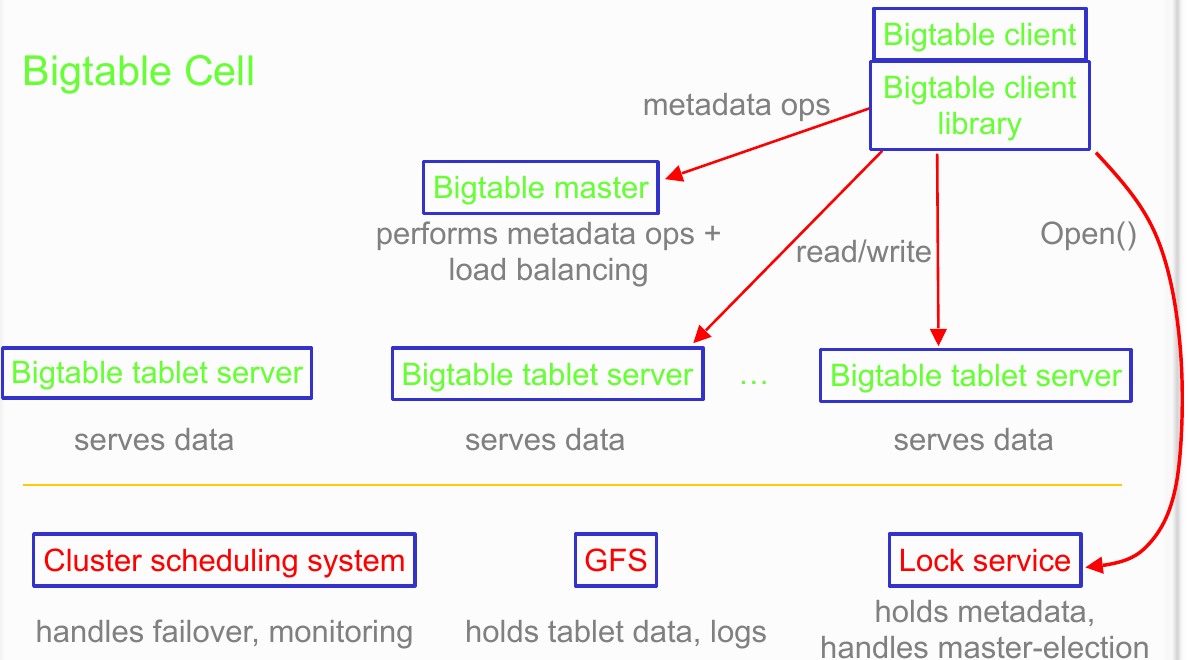 Bigtable client
Bigtable Cell
Bigtable client
library
metadata ops
Bigtable master
performs metadata ops +
load balancing
read/write
Open()
Bigtable tablet server
Bigtable tablet server
...
Bigtable tablet server
serves data
serves data
serves data
Cluster scheduling system
GFS
Lock service
handles failover, monitoring
holds tablet data, logs
holds metadata,
handles master-election